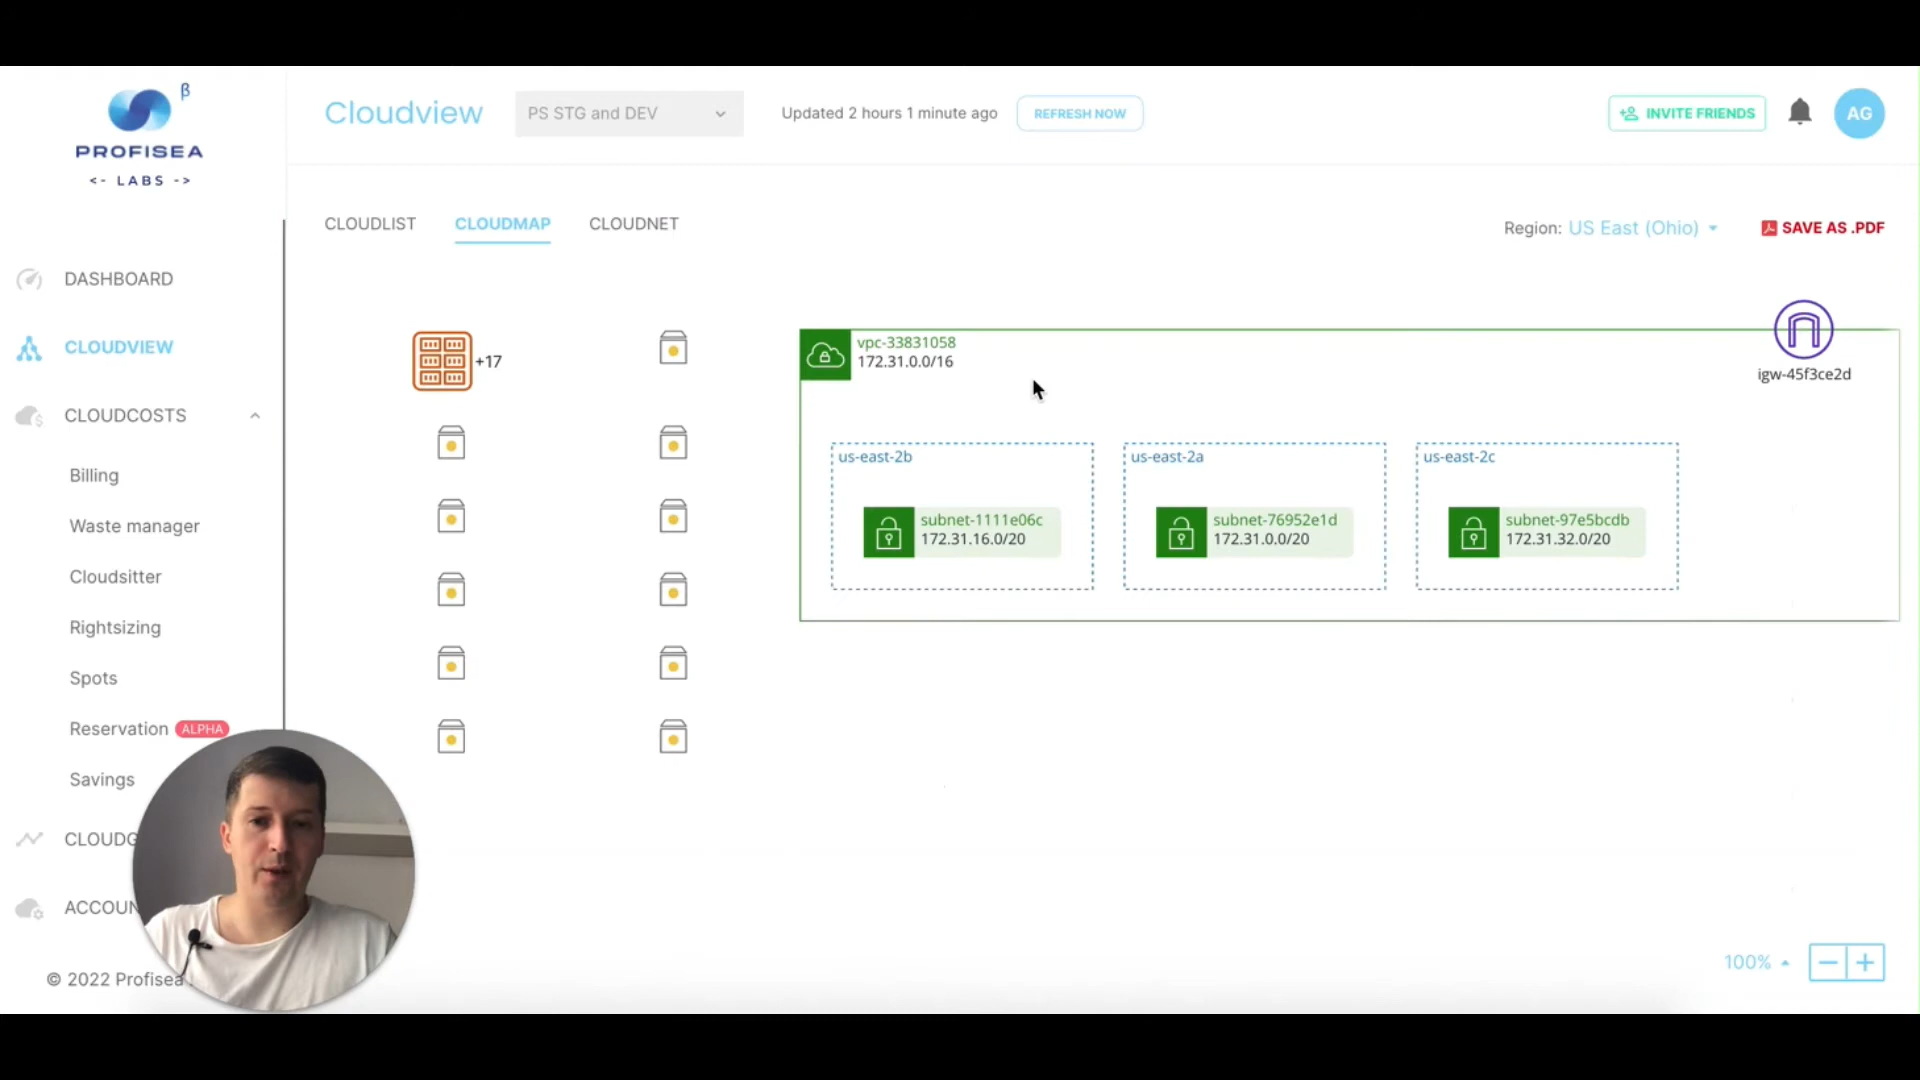 β
PROFISEA
<- LABS ->
Cloudview
PS STG and DEV
Updated 2 hours 1 minute ago
REFRESH NOW
INVITE FRIENDS
AG
CLOUDLIST
CLOUDMAP
CLOUDNET
Region: US East (Ohio)
SAVE AS .PDF
DASHBOARD
CLOUDVIEW
CLOUDCOSTS
Billing
Waste manager
Cloudsitter
Rightsizing
Spots
Reservation ALPHA
Savings
CLOUDG
ACCOUN
© 2022 Profisea
+17
vpc-33831058
172.31.0.0/16
igw-45f3ce2d
us-east-2b
subnet-1111e06c
172.31.16.0/20
us-east-2a
subnet-76952e1d
172.31.0.0/20
us-east-2c
subnet-97e5bcdb
172.31.32.0/20
100%